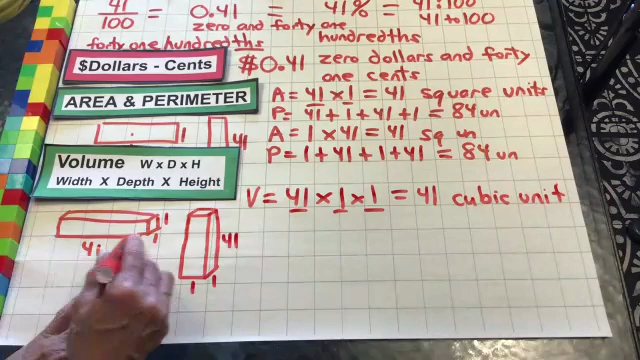 41/100 = 0.41 = 41% = 41:100
41 to 100
zero and forty one hundredths
forty one hundredths
$Dollars - Cents
$0.41 zero dollars and forty one cents
AREA & PERIMETER
A = 41 x 1 = 41 square units
P = 41 + 1 + 41 + 1 = 84 un
A = 1 x 41 = 41 sq un
P = 1 + 41 + 1 + 41 = 84 un
1 41
Volume W x D x H
Width X Depth X Height
V = 41 x 1 x 1 = 41 cubic unit
1
1
41
41
1 1